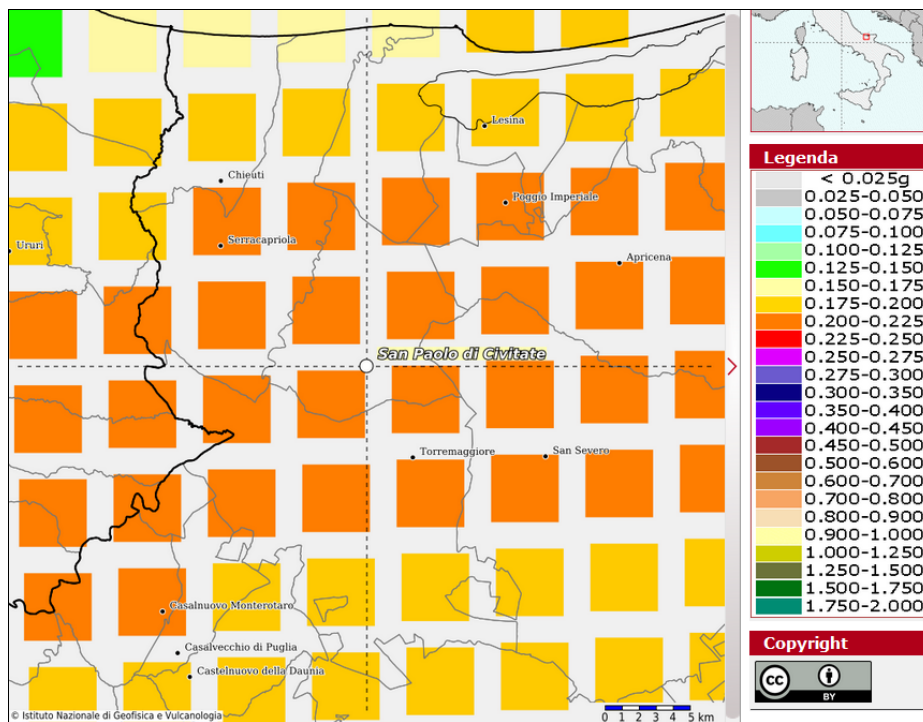 Lesina
Chieuti
Poggio Imperiale
Ururi
Serracapriola
Apricena
San Paolo di Civitate
Torremaggiore
San Severo
Casalnuovo Monterotaro
Casalvecchio di Puglia
Castelnuovo della Daunia
© Istituto Nazionale di Geofisica e Vulcanologia
0 1 2 3 4 5 km
Legenda
< 0.025g
0.025-0.050
0.050-0.075
0.075-0.100
0.100-0.125
0.125-0.150
0.150-0.175
0.175-0.200
0.200-0.225
0.225-0.250
0.250-0.275
0.275-0.300
0.300-0.350
0.350-0.400
0.400-0.450
0.450-0.500
0.500-0.600
0.600-0.700
0.700-0.800
0.800-0.900
0.900-1.000
1.000-1.250
1.250-1.500
1.500-1.750
1.750-2.000
Copyright
cc
BY